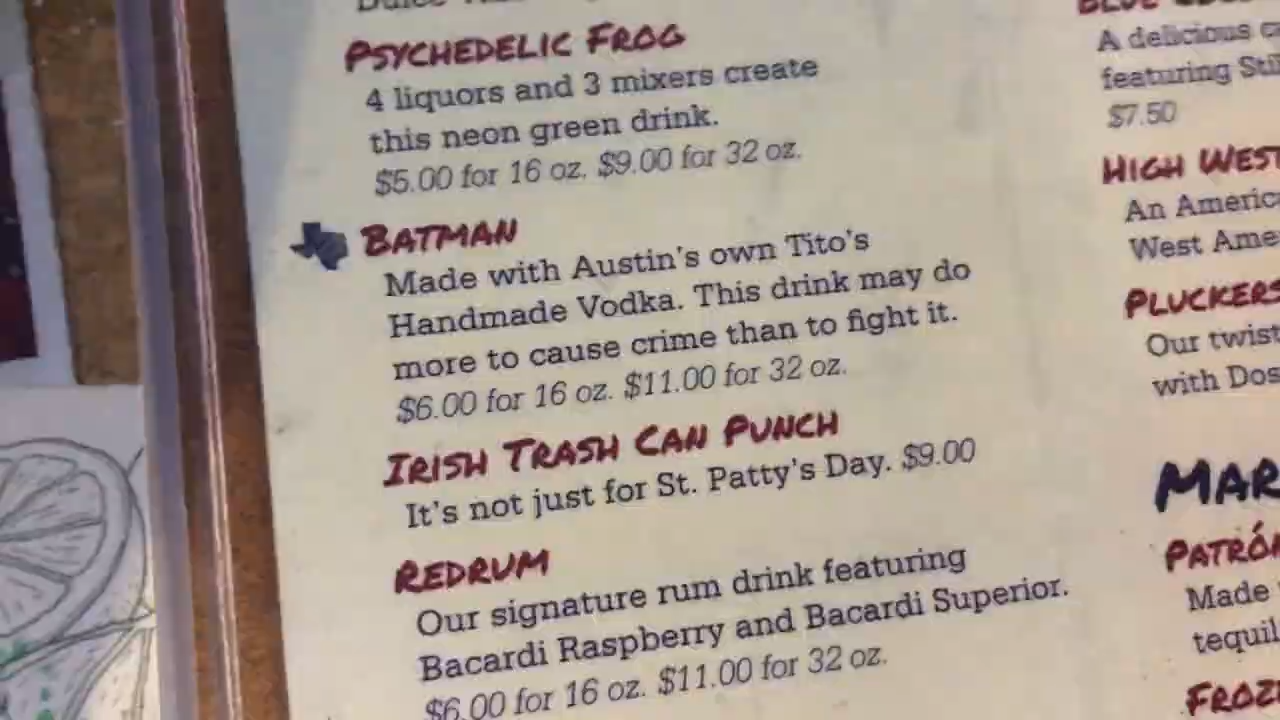 PSYCHEDELIC FROG
4 liquors and 3 mixers create
this neon green drink.
$5.00 for 16 oz. $9.00 for 32 oz.
BATMAN
Made with Austin's own Tito's
Handmade Vodka. This drink may do
more to cause crime than to fight it.
$6.00 for 16 oz. $11.00 for 32 oz.
IRISH TRASH CAN PUNCH
It's not just for St. Patty's Day. $9.00
REDRUM
Our signature rum drink featuring
Bacardi Raspberry and Bacardi Superior.
$6.00 for 16 oz. $11.00 for 32 oz.
A delicious
featuring
$7.50
HIGH WEST
An
West
PLUCKERS
Our twist
with Dos
PATRÓN
Made